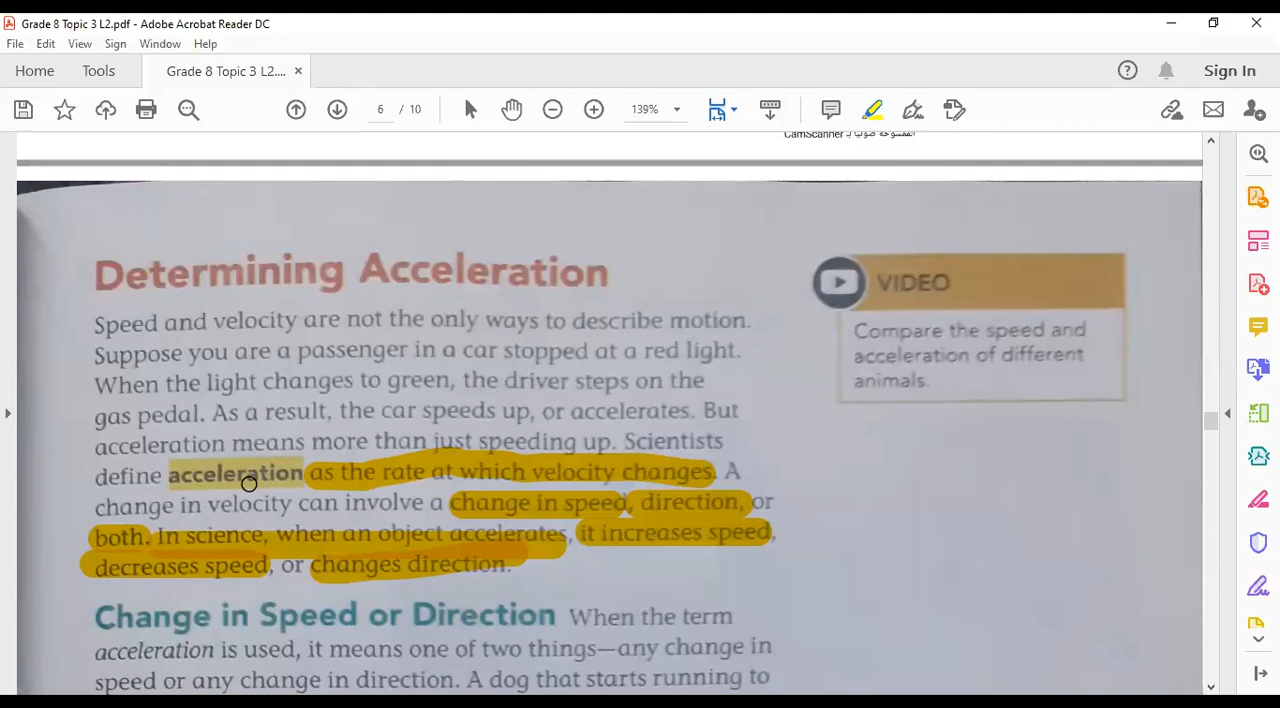 Grade 8 Topic 3 L2.pdf - Adobe Acrobat Reader DC
File Edit View Sign Window Help
Home Tools Grade 8 Topic 3 L2.... × Sign In
6 / 10 139%
الممسوحة ضوئيا بـ CamScanner
Determining Acceleration
Speed and velocity are not the only ways to describe motion.
Suppose you are a passenger in a car stopped at a red light.
When the light changes to green, the driver steps on the
gas pedal. As a result, the car speeds up, or accelerates. But
acceleration means more than just speeding up. Scientists
define acceleration as the rate at which velocity changes. A
change in velocity can involve a change in speed, direction, or
both. In science, when an object accelerates, it increases speed,
decreases speed, or changes direction.
Change in Speed or Direction When the term
acceleration is used, it means one of two things—any change in
speed or any change in direction. A dog that starts running to
VIDEO
Compare the speed and
acceleration of different
animals.